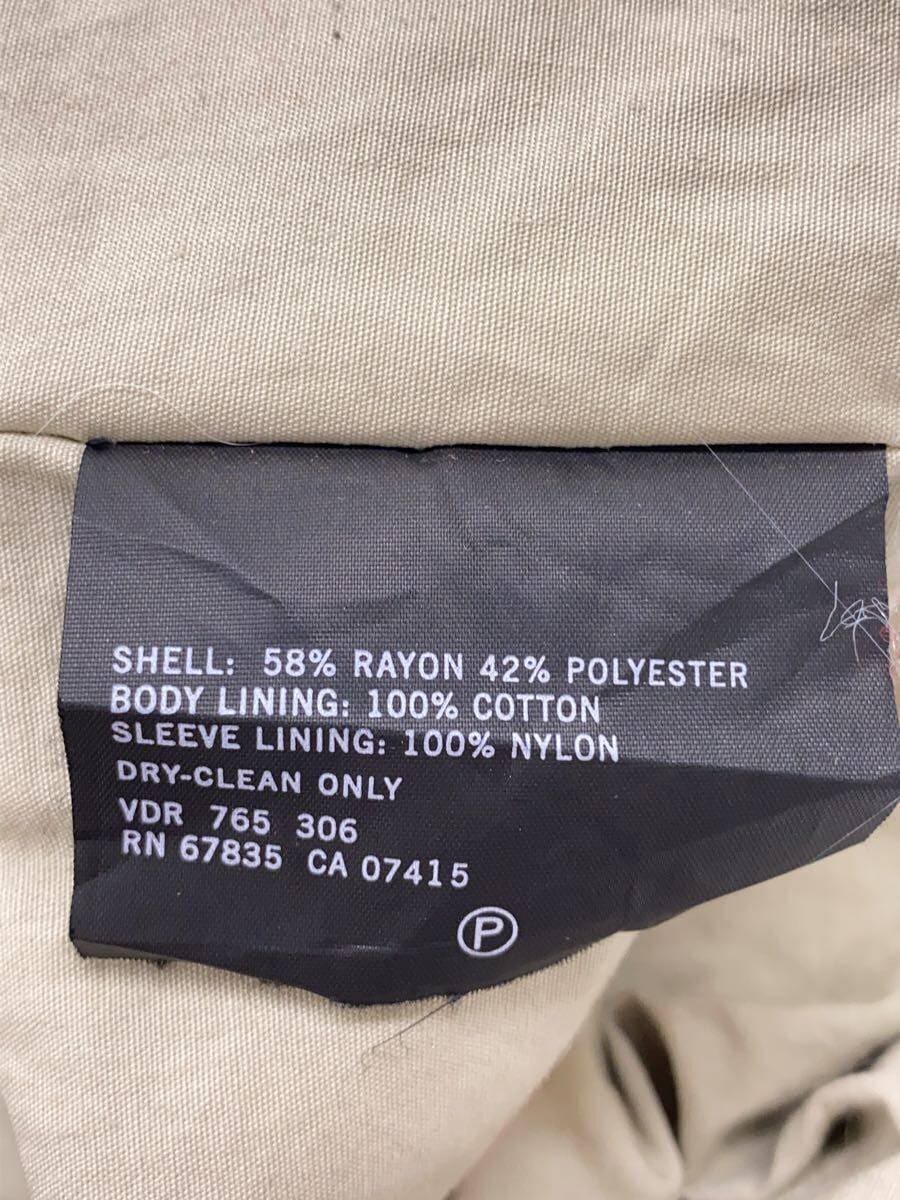 SHELL: 58% RAYON 42% POLYESTER
BODY LINING: 100% COTTON
SLEEVE LINING: 100% NYLON
DRY-CLEAN ONLY
VDR 765 306
RN 67835 CA 07415
P